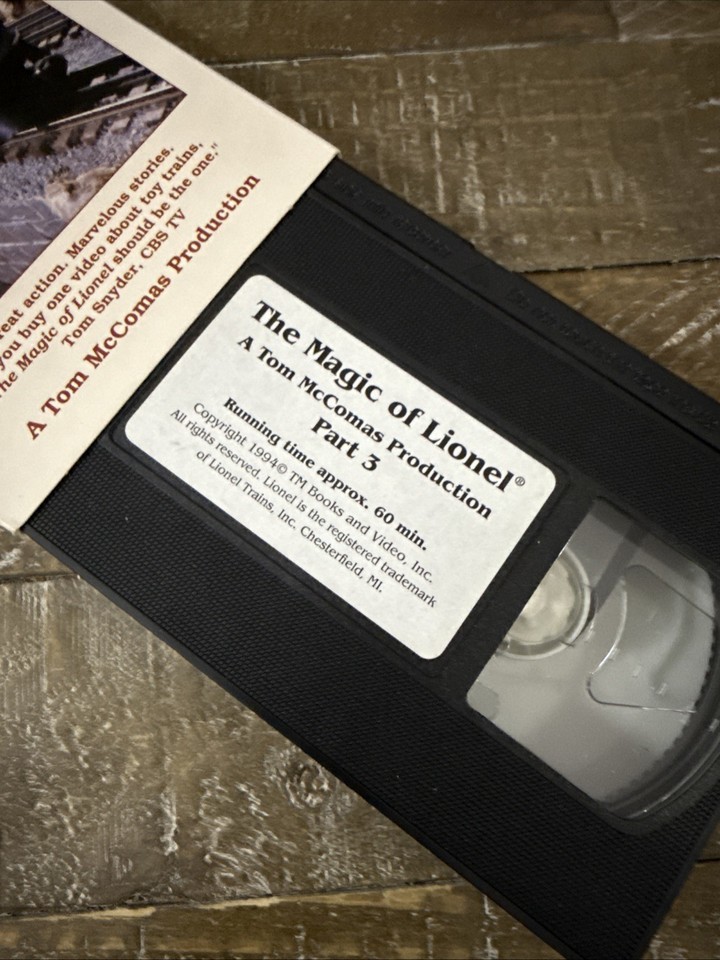 eat action. Marvelous stories.
you buy one video about toy trains,
The Magic of Lionel should be the one."
Tom Snyder, CBS TV
A Tom McComas Production
The Magic of Lionel®
A Tom McComas Production
Part 3
Running time approx. 60 min.
Copyright 1994© TM Books and Video, Inc.
All rights reserved. Lionel is the registered trademark
of Lionel Trains, Inc. Chesterfield, MI.